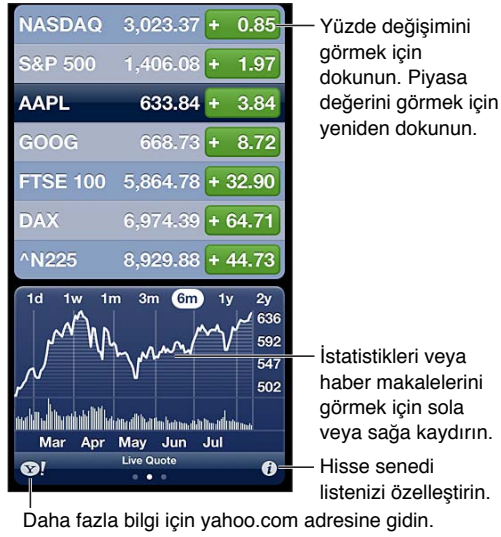 NASDAQ 3,023.37 + 0.85
S&P 500 1,406.08 + 1.97
AAPL 633.84 + 3.84
GOOG 668.73 + 8.72
FTSE 100 5,864.78 + 32.90
DAX 6,974.39 + 64.71
^N225 8,929.88 + 44.73
Yüzde değişimini
görmek için
dokunun. Piyasa
değerini görmek için
yeniden dokunun.
1d 1w 1m 3m 6m 1y 2y
636
592
547
502
Mar Apr May Jun Jul
Live Quote
Y!
i
İstatistikleri veya
haber makalelerini
görmek için sola
veya sağa kaydırın.
Hisse senedi
listenizi özelleştirin.
Daha fazla bilgi için yahoo.com adresine gidin.